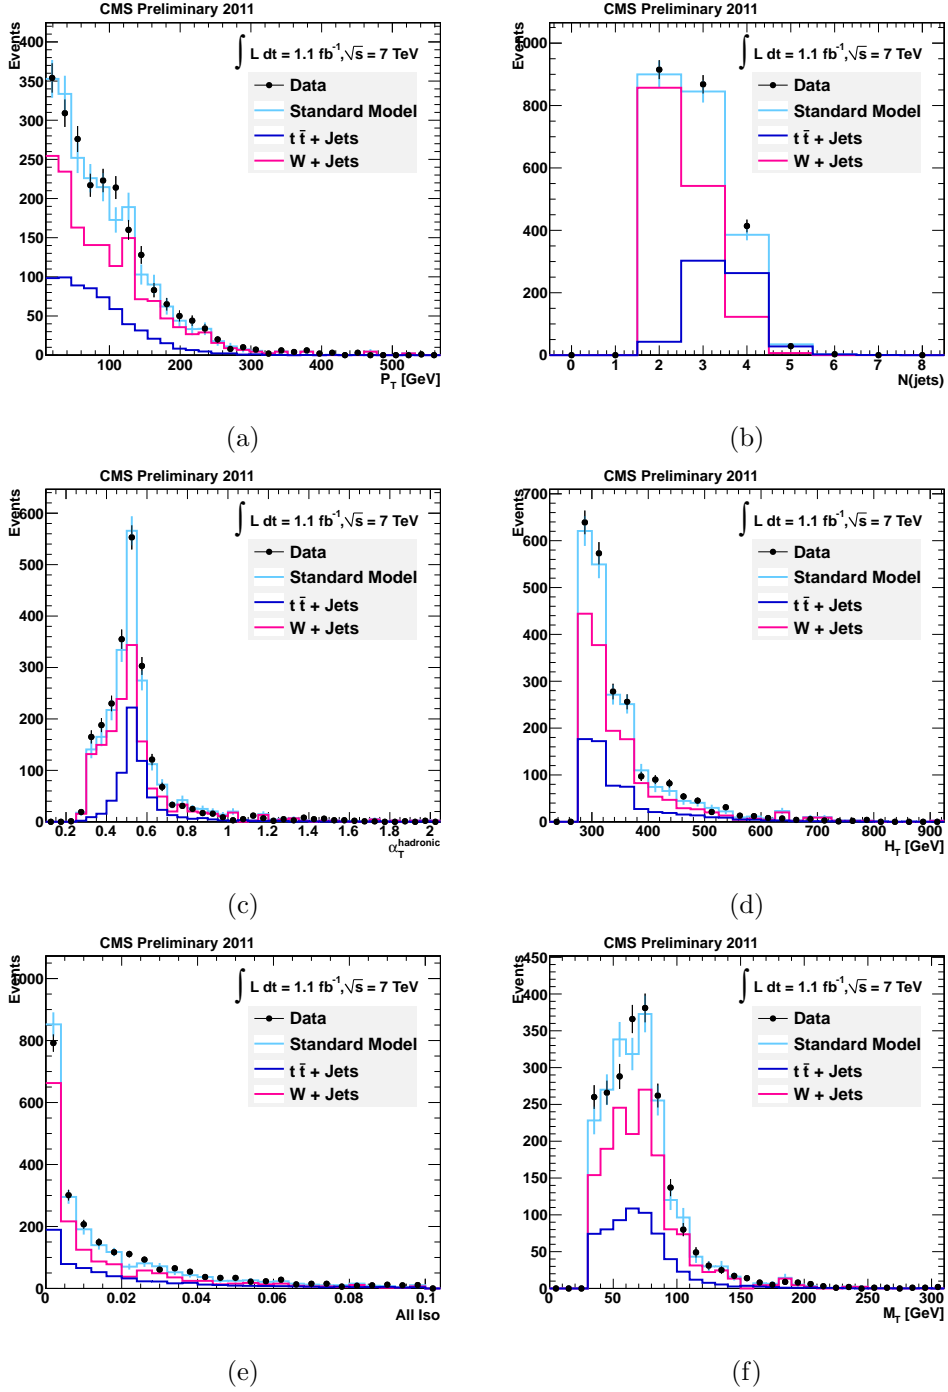 CMS Preliminary 2011
Events
∫ L dt = 1.1 fb⁻¹, √s = 7 TeV
Data
Standard Model
t t̄ + Jets
W + Jets
400
350
300
250
200
150
100
50
0
100 200 300 400 500
P_T [GeV]
(a)
CMS Preliminary 2011
Events
∫ L dt = 1.1 fb⁻¹, √s = 7 TeV
Data
Standard Model
t t̄ + Jets
W + Jets
1000
800
600
400
200
0
0 1 2 3 4 5 6 7 8
N(jets)
(b)
CMS Preliminary 2011
Events
∫ L dt = 1.1 fb⁻¹, √s = 7 TeV
Data
Standard Model
t t̄ + Jets
W + Jets
600
500
400
300
200
100
0
0.2 0.4 0.6 0.8 1 1.2 1.4 1.6 1.8 2
α_T^hadronic
(c)
CMS Preliminary 2011
Events
∫ L dt = 1.1 fb⁻¹, √s = 7 TeV
Data
Standard Model
t t̄ + Jets
W + Jets
700
600
500
400
300
200
100
0
300 400 500 600 700 800 900
H_T [GeV]
(d)
CMS Preliminary 2011
Events
∫ L dt = 1.1 fb⁻¹, √s = 7 TeV
Data
Standard Model
t t̄ + Jets
W + Jets
1000
800
600
400
200
0
0 0.02 0.04 0.06 0.08 0.1
All Iso
(e)
CMS Preliminary 2011
Events
∫ L dt = 1.1 fb⁻¹, √s = 7 TeV
Data
Standard Model
t t̄ + Jets
W + Jets
450
400
350
300
250
200
150
100
50
0
0 50 100 150 200 250 300
M_T [GeV]
(f)